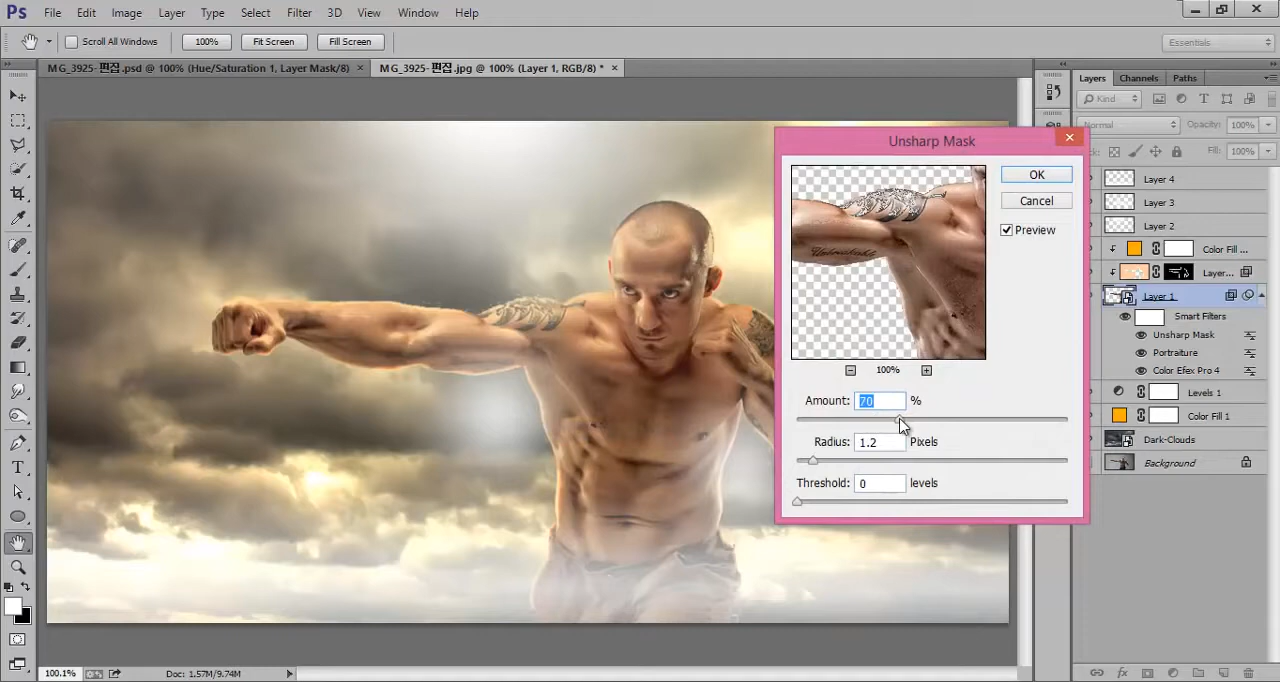 Ps File Edit Image Layer Type Select Filter 3D View Window Help
Scroll All Windows 100% Fit Screen Fill Screen Essentials
MG_3925-편집.psd @ 100% (Hue/Saturation 1, Layer Mask/8) × MG_3925-편집.jpg @ 100% (Layer 1, RGB/8) * ×
Layers Channels Paths
Kind
Normal Opacity: 100%
Fill: 100%
Unsharp Mask
OK
Cancel
Preview
100%
Amount: 70 %
Radius: 1.2 Pixels
Threshold: 0 levels
Layer 4
Layer 3
Layer 2
Color Fill ...
Layer...
Layer 1
Smart Filters
Unsharp Mask
Portraiture
Color Efex Pro 4
Levels 1
Color Fill 1
Dark-Clouds
Background
T
fx
100.1% Doc: 1.57M/9.74M